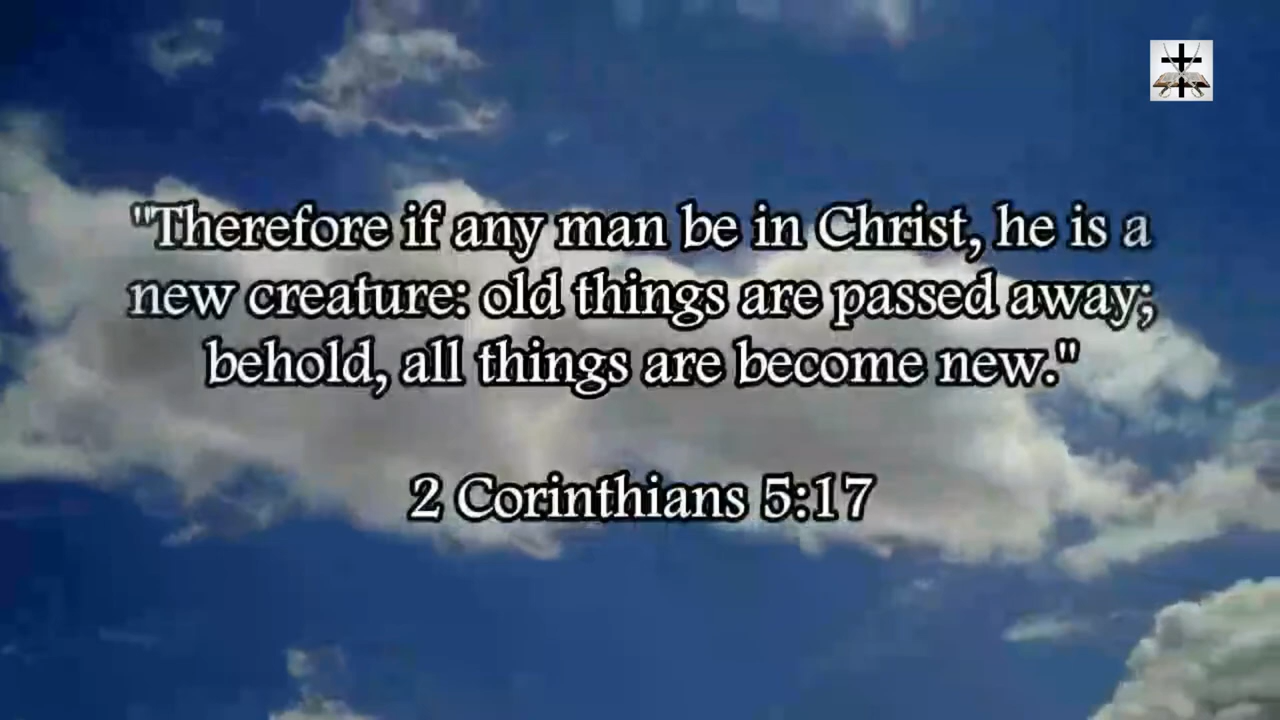 "Therefore if any man be in Christ, he is a
new creature: old things are passed away;
behold, all things are become new."
2 Corinthians 5:17